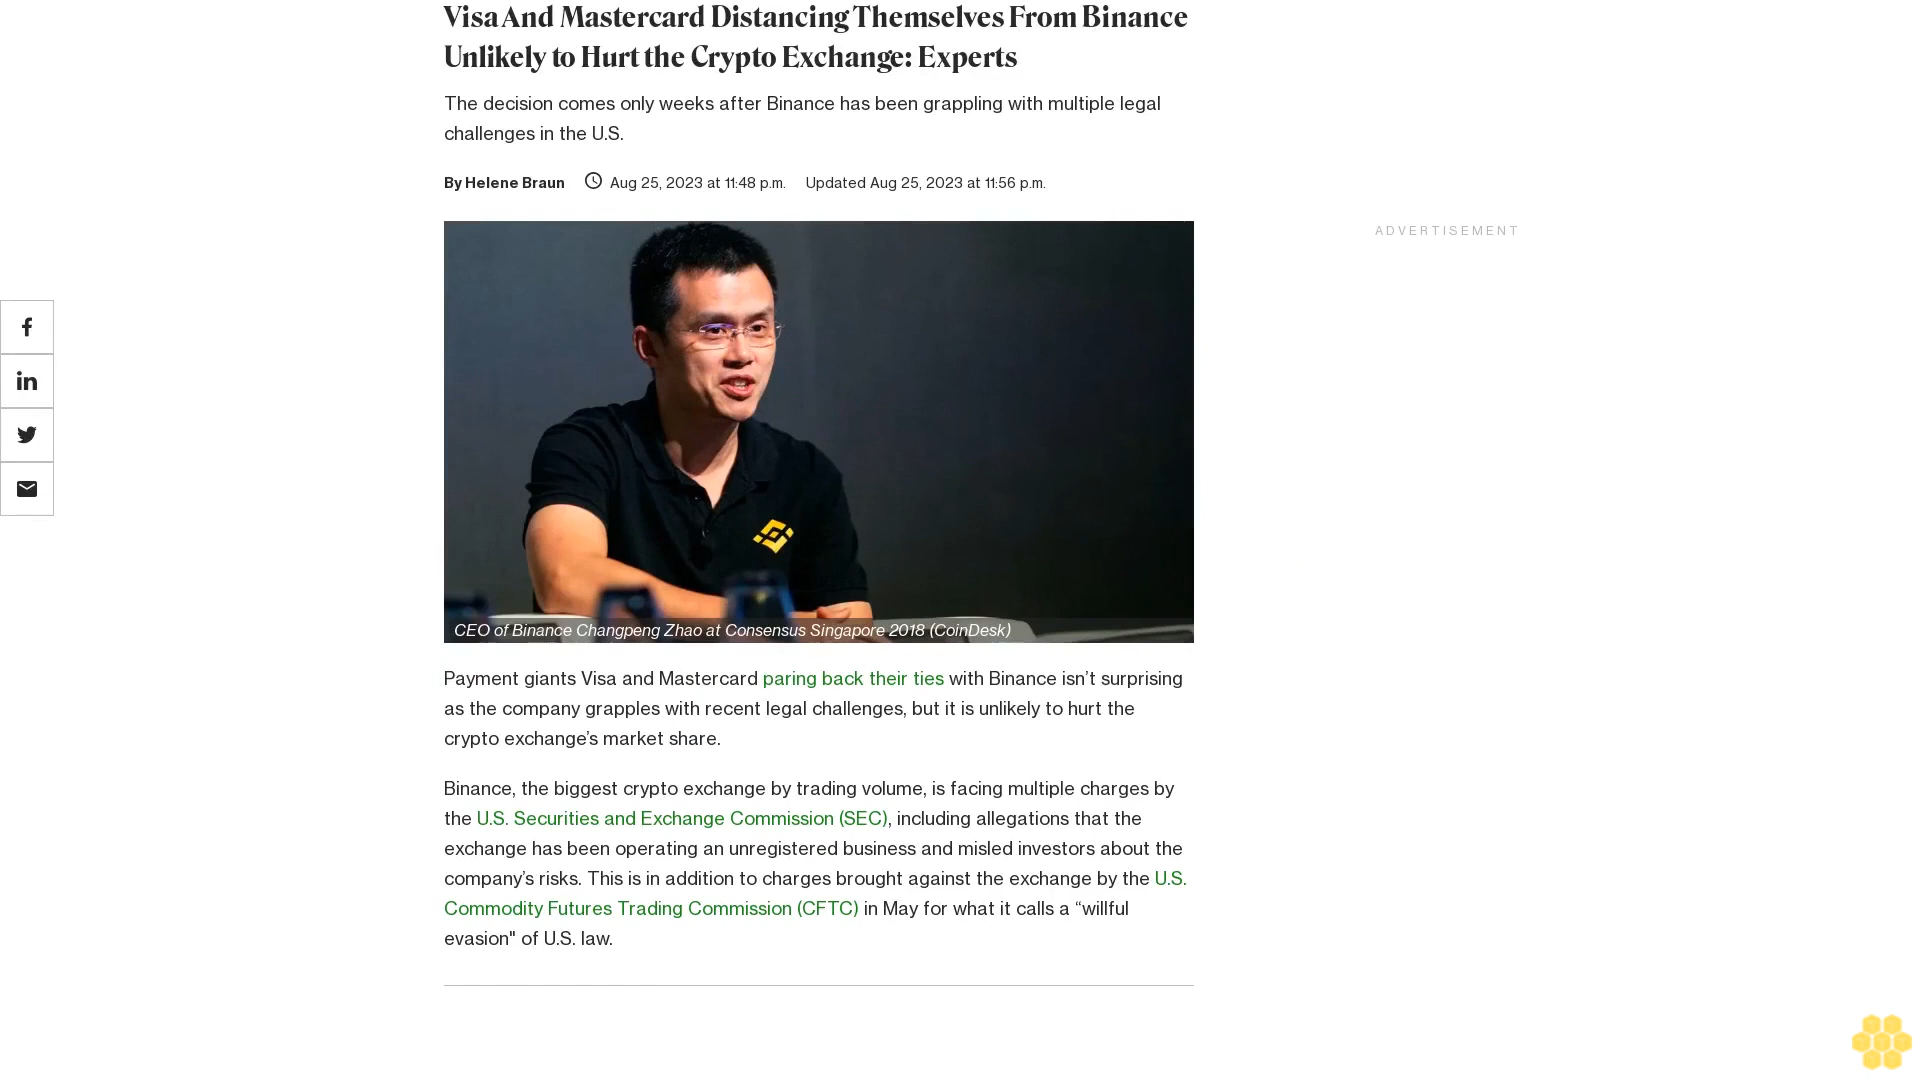 Visa And Mastercard Distancing Themselves From Binance
Unlikely to Hurt the Crypto Exchange: Experts
The decision comes only weeks after Binance has been grappling with multiple legal
challenges in the U.S.
By Helene Braun Aug 25, 2023 at 11:48 p.m. Updated Aug 25, 2023 at 11:56 p.m.
ADVERTISEMENT
CEO of Binance Changpeng Zhao at Consensus Singapore 2018 (CoinDesk)
Payment giants Visa and Mastercard paring back their ties with Binance isn’t surprising
as the company grapples with recent legal challenges, but it is unlikely to hurt the
crypto exchange’s market share.
Binance, the biggest crypto exchange by trading volume, is facing multiple charges by
the U.S. Securities and Exchange Commission (SEC), including allegations that the
exchange has been operating an unregistered business and misled investors about the
company’s risks. This is in addition to charges brought against the exchange by the U.S.
Commodity Futures Trading Commission (CFTC) in May for what it calls a “willful
evasion" of U.S. law.